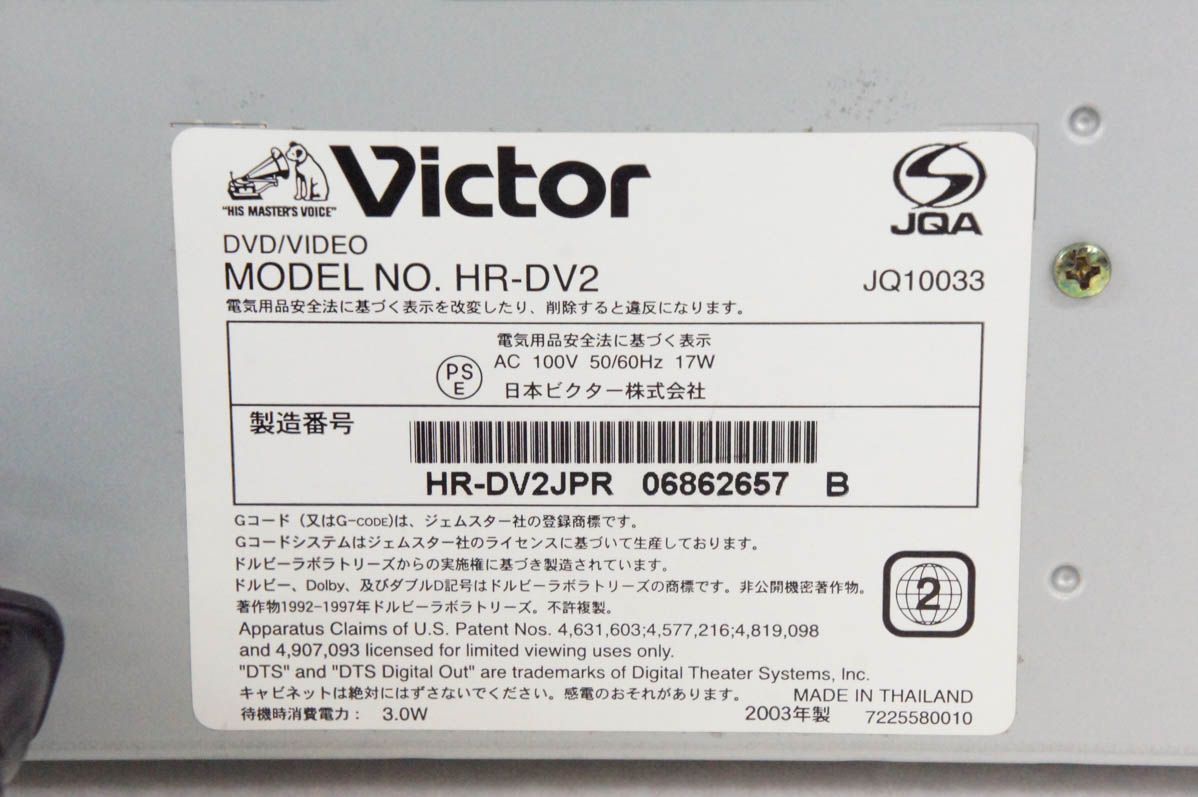 "HIS MASTER'S VOICE"
Victor
JQA
DVD/VIDEO
MODEL NO. HR-DV2
JQ10033
電気用品安全法に基づく表示を改変したり、削除すると違反になります。
電気用品安全法に基づく表示
PS
E
AC 100V 50/60Hz 17W
日本ビクター株式会社
製造番号
HR-DV2JPR 06862657 B
Gコード(又はG-CODE)は、ジェムスター社の登録商標です。
Gコードシステムはジェムスター社のライセンスに基づいて生産しております。
ドルビーラボラトリーズからの実施権に基づき製造されています。
ドルビー、Dolby、及びダブルD記号はドルビーラボラトリーズの商標です。非公開機密著作物。
著作物1992-1997年ドルビーラボラトリーズ。不許複製。
2
Apparatus Claims of U.S. Patent Nos. 4,631,603;4,577,216;4,819,098
and 4,907,093 licensed for limited viewing uses only.
"DTS" and "DTS Digital Out" are trademarks of Digital Theater Systems, Inc.
キャビネットは絶対にはずさないでください。感電のおそれがあります。
MADE IN THAILAND
待機時消費電力: 3.0W
2003年製 7225580010